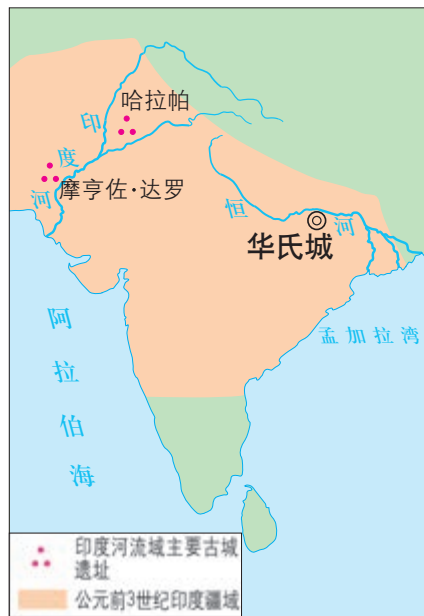 哈拉帕
印度河
摩亨佐·达罗
恒河
华氏城
孟加拉湾
阿拉伯海
印度河流域主要古城
遗址
公元前3世纪印度疆域